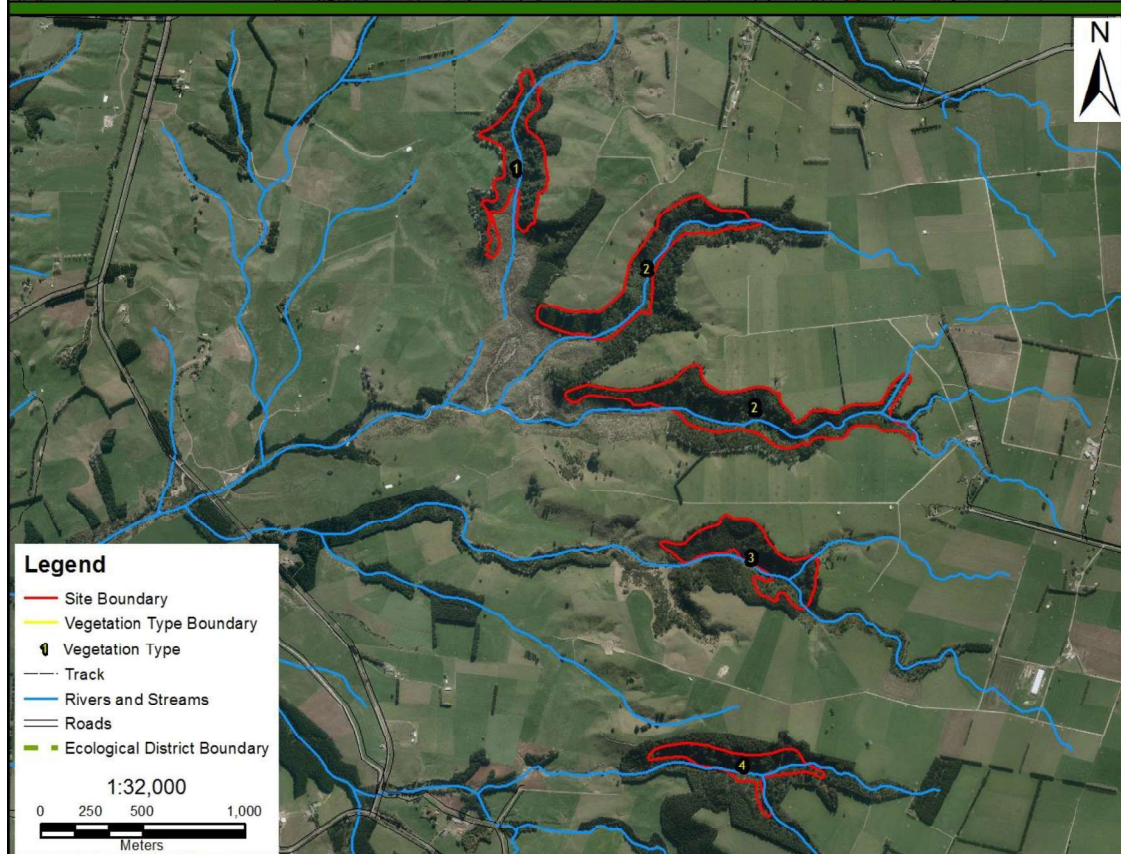 N
1
2
2
3
4
Legend
Site Boundary
Vegetation Type Boundary
1 Vegetation Type
Track
Rivers and Streams
Roads
Ecological District Boundary
1:32,000
0 250 500 1,000
Meters